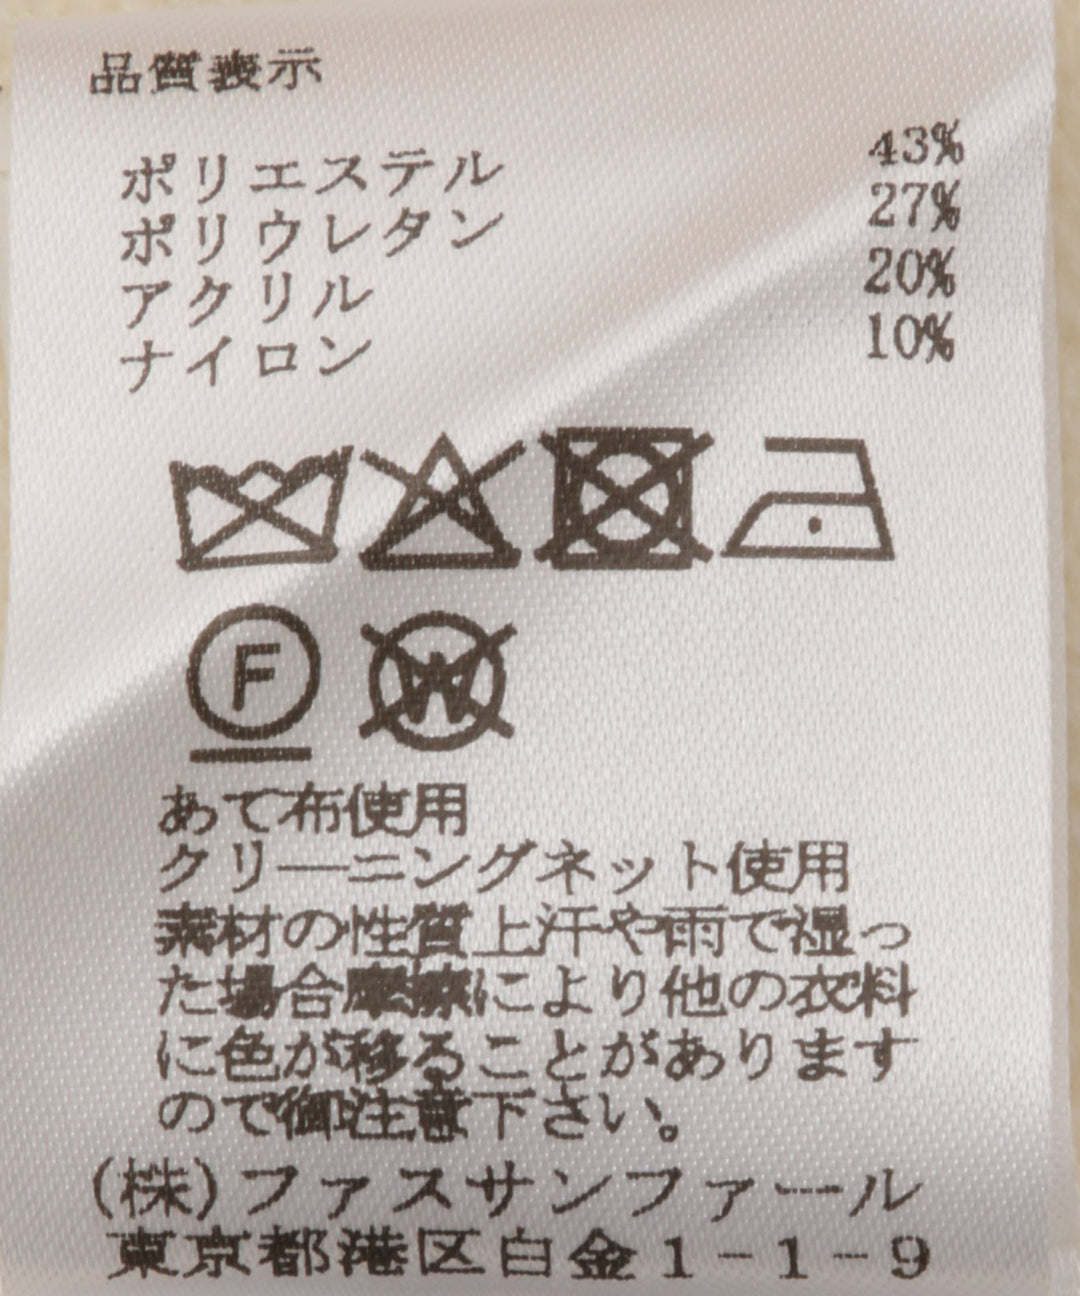 品質表示
ポリエステル 43%
ポリウレタン 27%
アクリル 20%
ナイロン 10%
F W
あて布使用
クリーニングネット使用
素材の性質上汗や雨で湿っ
た場合摩擦により他の衣料
に色が移ることがあります
ので御注意下さい。
(株)ファスサンファール
東京都港区白金1-1-9